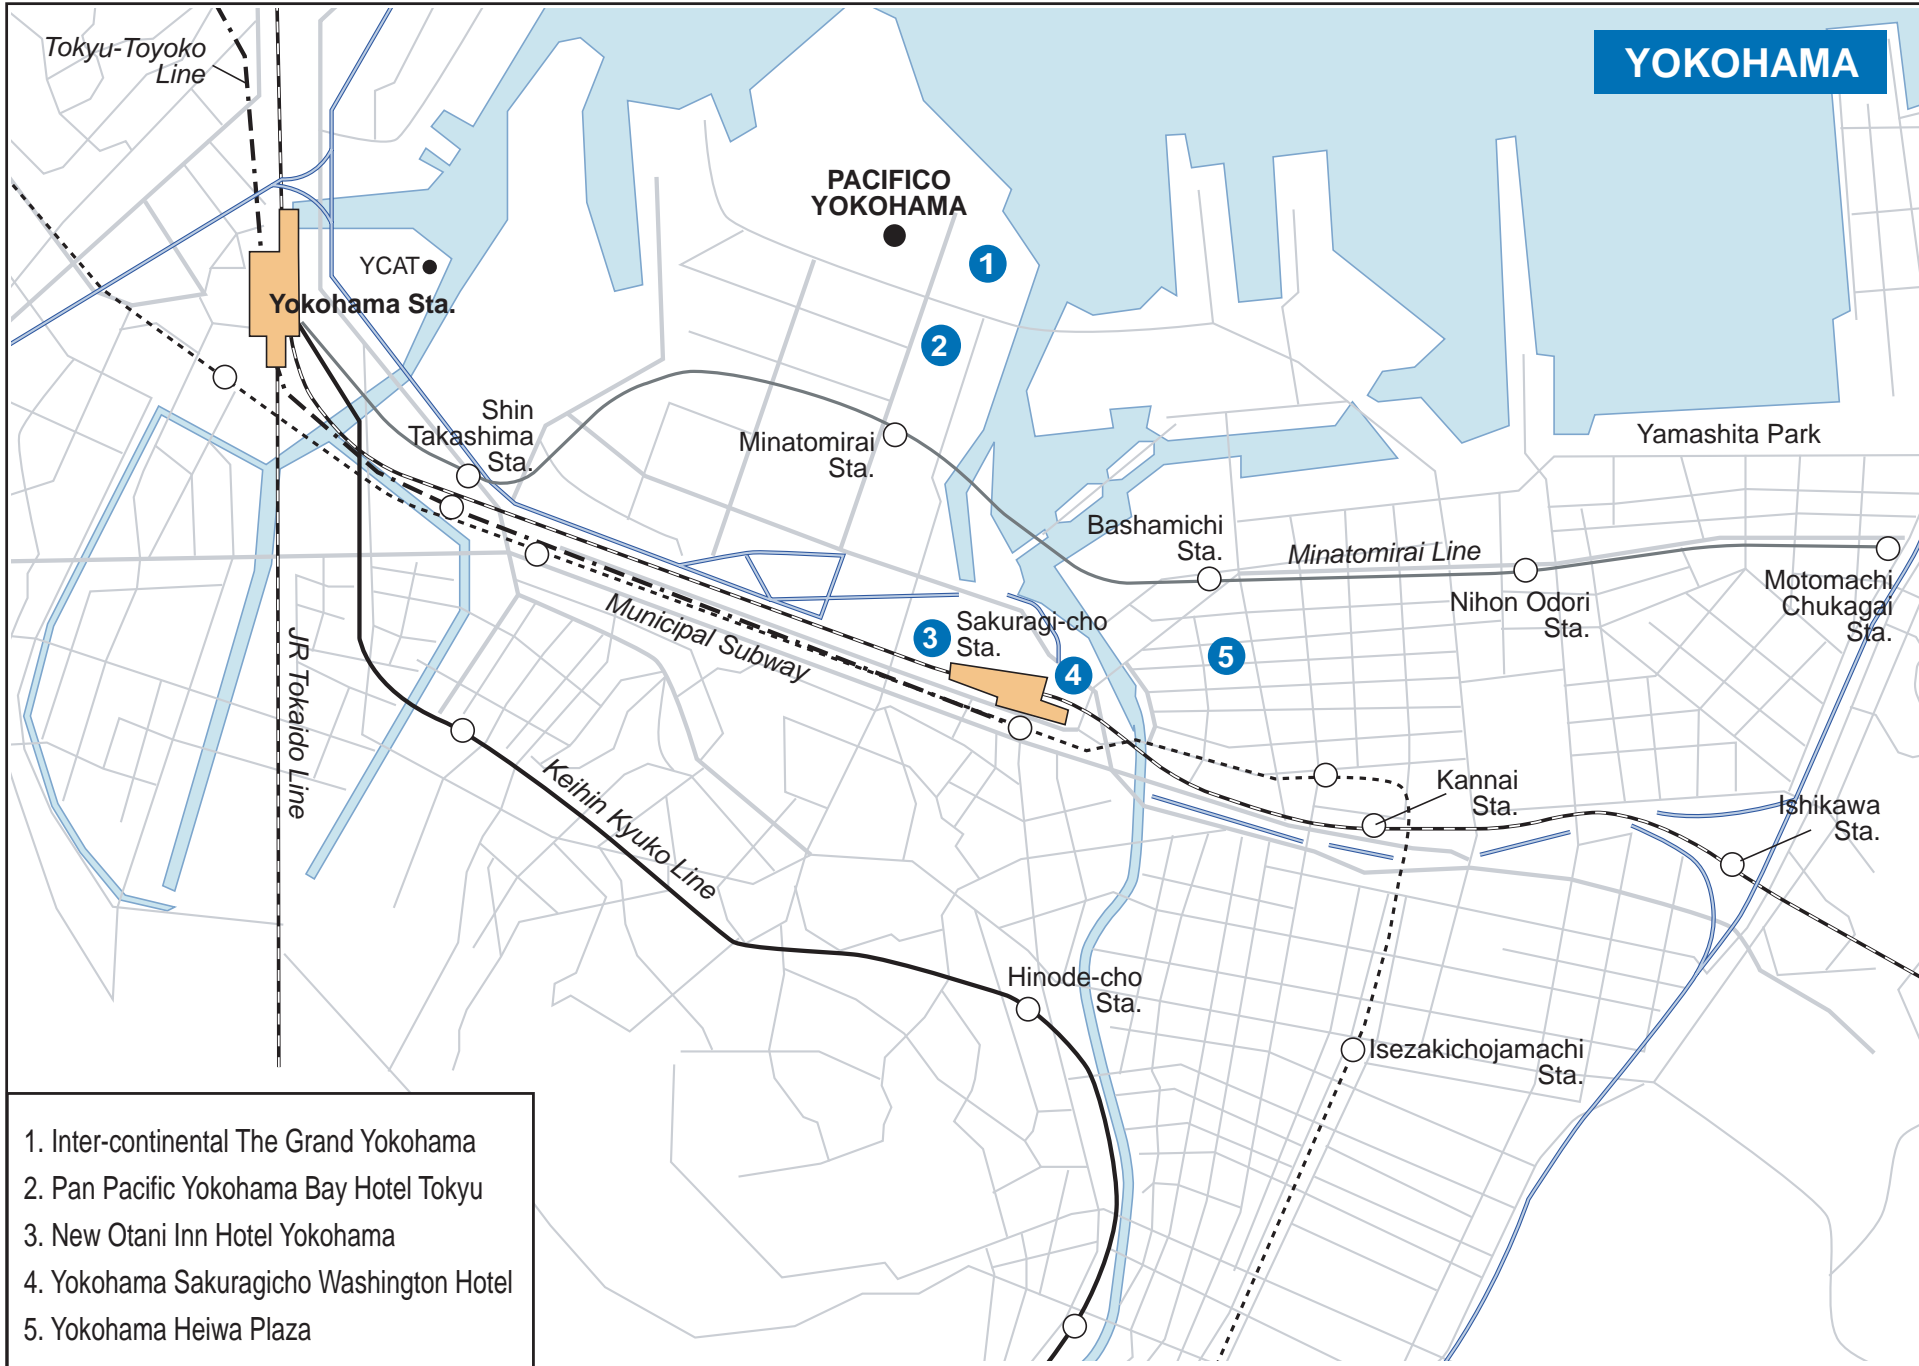 Tokyu-Toyoko
Line
YOKOHAMA
PACIFICO
YOKOHAMA
1
YCAT
Yokohama Sta.
2
Shin
Takashima
Sta.
Minatomirai
Sta.
Yamashita Park
Bashamichi
Sta.
Minatomirai Line
Nihon Odori
Sta.
Motomachi
Chukagai
Sta.
Municipal Subway
3
Sakuragi-cho
Sta.
4
5
JR Tokaido Line
Keihin Kyuko Line
Kannai
Sta.
Ishikawa
Sta.
Hinode-cho
Sta.
Isezakichojamachi
Sta.
1. Inter-continental The Grand Yokohama
2. Pan Pacific Yokohama Bay Hotel Tokyu
3. New Otani Inn Hotel Yokohama
4. Yokohama Sakuragicho Washington Hotel
5. Yokohama Heiwa Plaza